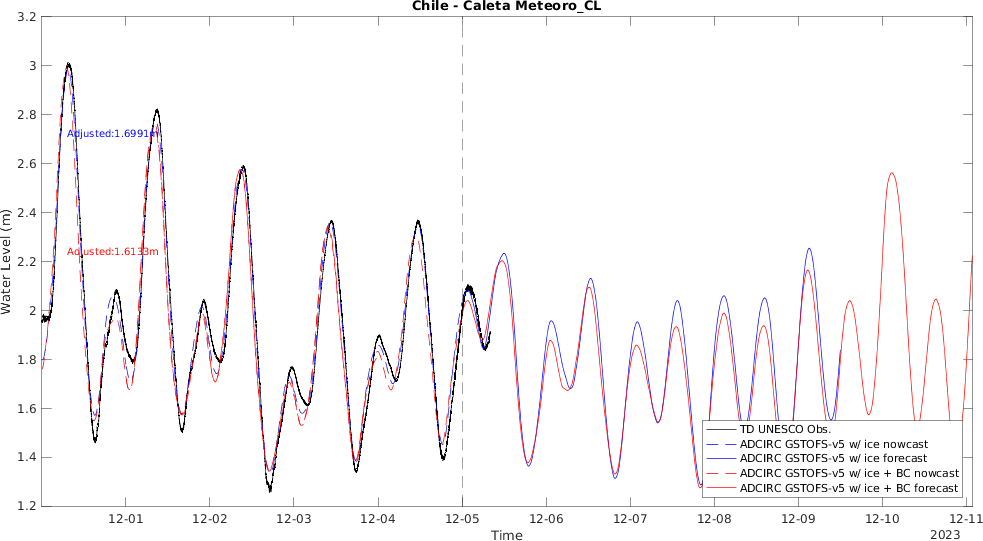 Chile - Caleta Meteoro_CL
3.2
3
2.8
2.6
2.4
2.2
2
1.8
1.6
1.4
1.2
Water Level (m)
Adjusted:1.6991m
Adjusted:1.6133m
TD UNESCO Obs.
ADCIRC GSTOFS-v5 w/ ice nowcast
ADCIRC GSTOFS-v5 w/ ice forecast
ADCIRC GSTOFS-v5 w/ ice + BC nowcast
ADCIRC GSTOFS-v5 w/ ice + BC forecast
12-01 12-02 12-03 12-04 12-05 12-06 12-07 12-08 12-09 12-10 12-11
2023
Time